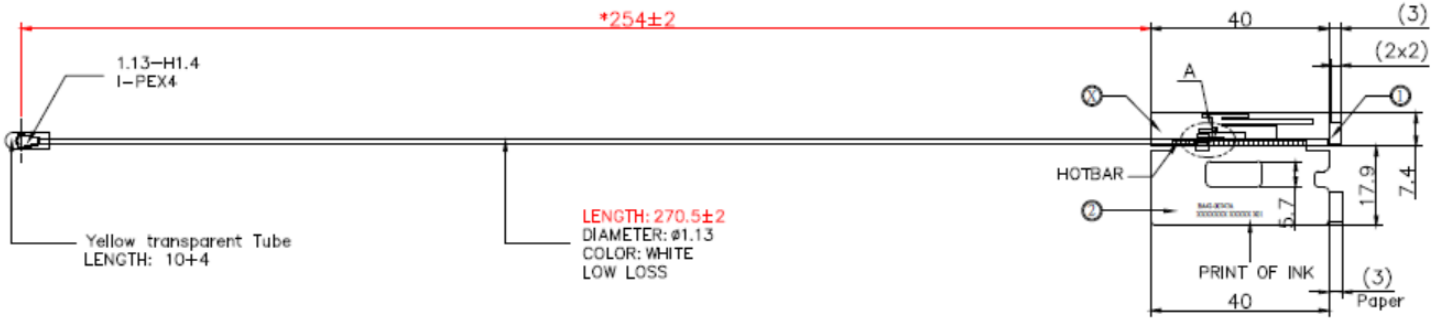 *254±2
40
(3)
(2x2)
1.13-H1.4
I-PEX4
A
X
1
HOTBAR
2
5.7
17.9
7.4
Yellow transparent Tube
LENGTH: 10+4
LENGTH: 270.5±2
DIAMETER: ø1.13
COLOR: WHITE
LOW LOSS
PRINT OF INK
(3)
Paper
40